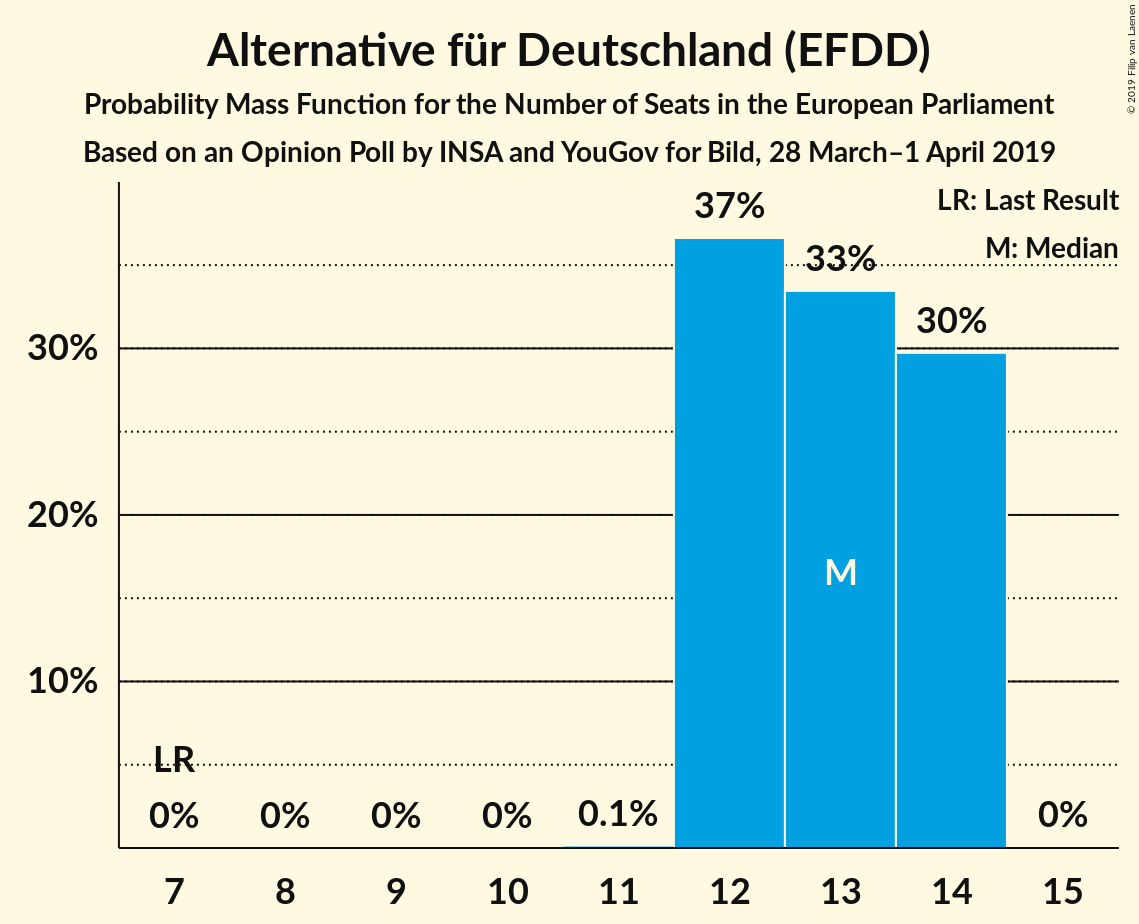 Alternative für Deutschland (EFDD)
Probability Mass Function for the Number of Seats in the European Parliament
Based on an Opinion Poll by INSA and YouGov for Bild, 28 March–1 April 2019
© 2019 Filip van Laenen
LR: Last Result
M: Median
37%
33%
30%
30%
20%
M
10%
LR
0%
0%
0%
0%
0.1%
0%
7
8
9
10
11
12
13
14
15